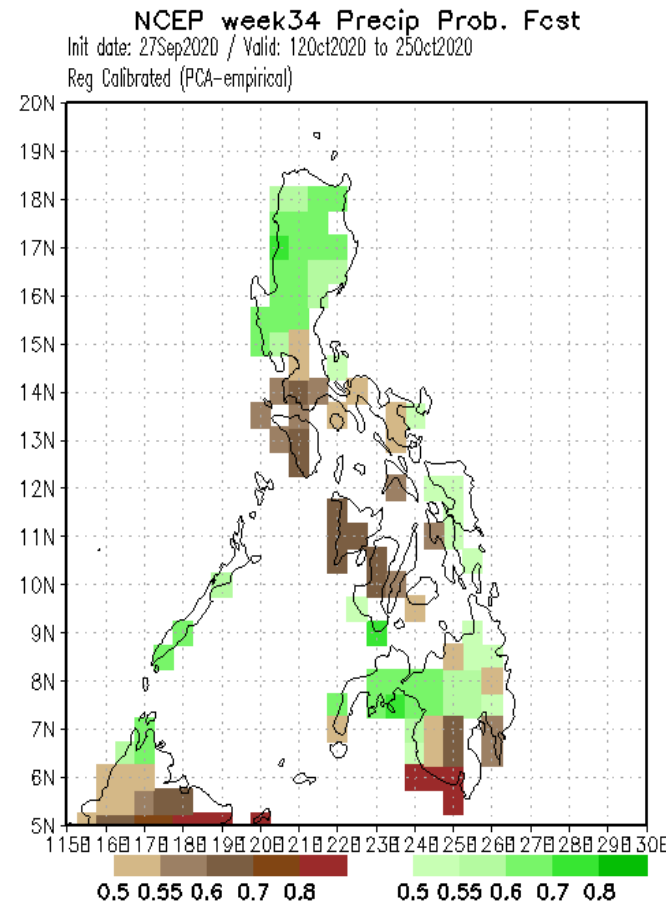 NCEP week34 Precip Prob. Fcst
Init date: 27Sep2020 / Valid: 12Oct2020 to 25Oct2020
Reg Calibrated (PCA-empirical)
20N
19N
18N
17N
16N
15N
14N
13N
12N
11N
10N
9N
8N
7N
6N
5N
115E 116E 117E 118E 119E 120E 121E 122E 123E 124E 125E 126E 127E 128E 129E 130E
0.5 0.55 0.6 0.7 0.8 0.5 0.55 0.6 0.7 0.8